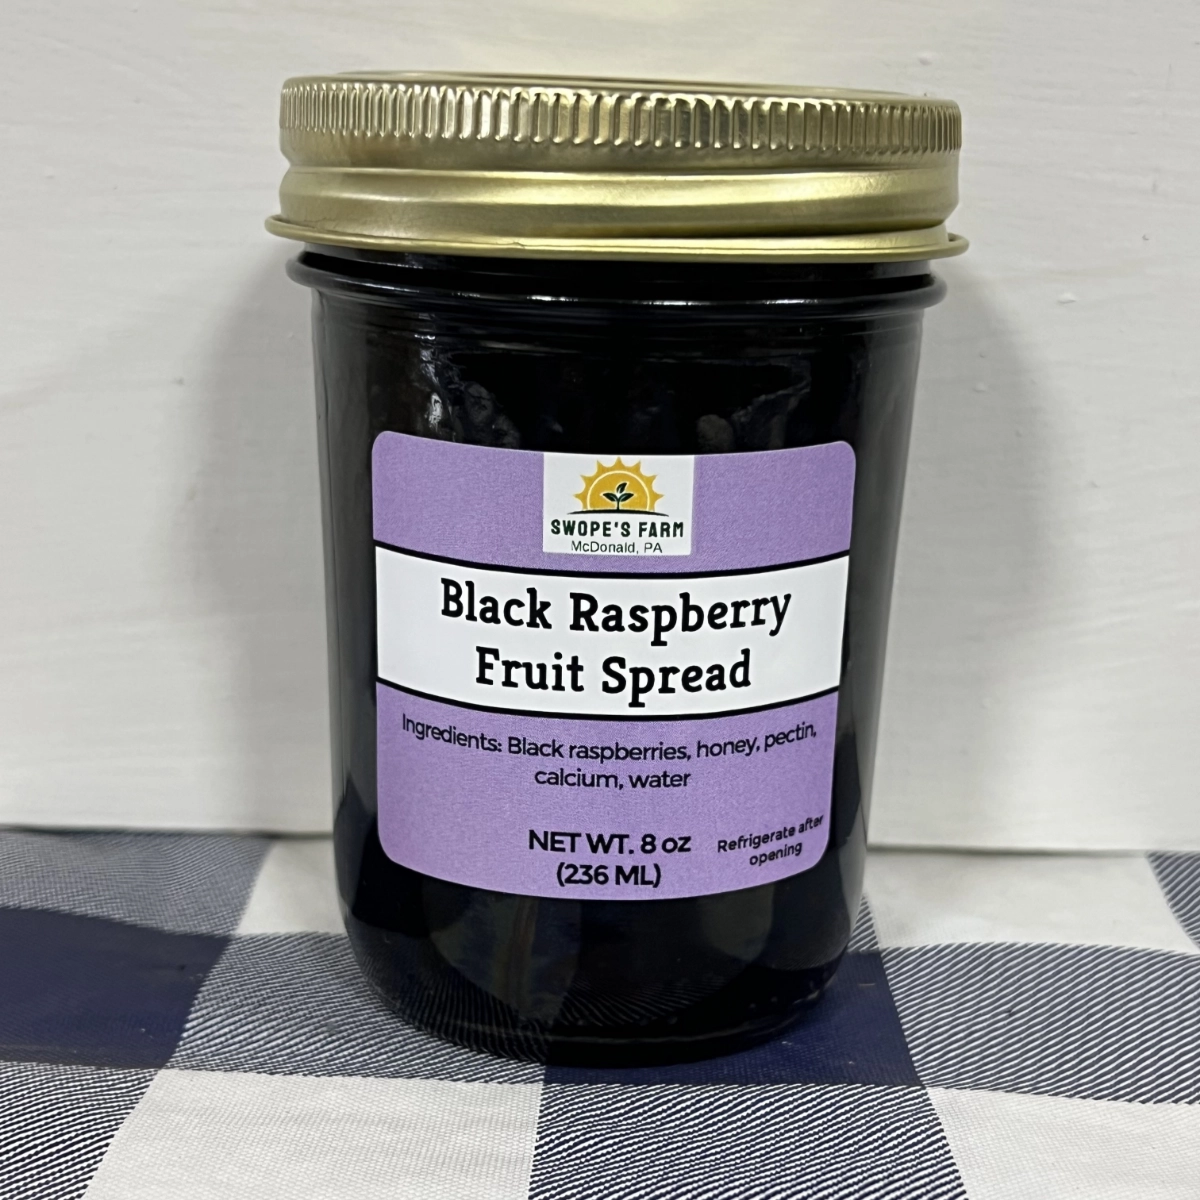 SWOPE'S FARM
McDonald, PA
Black Raspberry
Fruit Spread
Ingredients: Black raspberries, honey, pectin,
calcium, water
NET WT. 8 oz
(236 ML)
Refrigerate after
opening